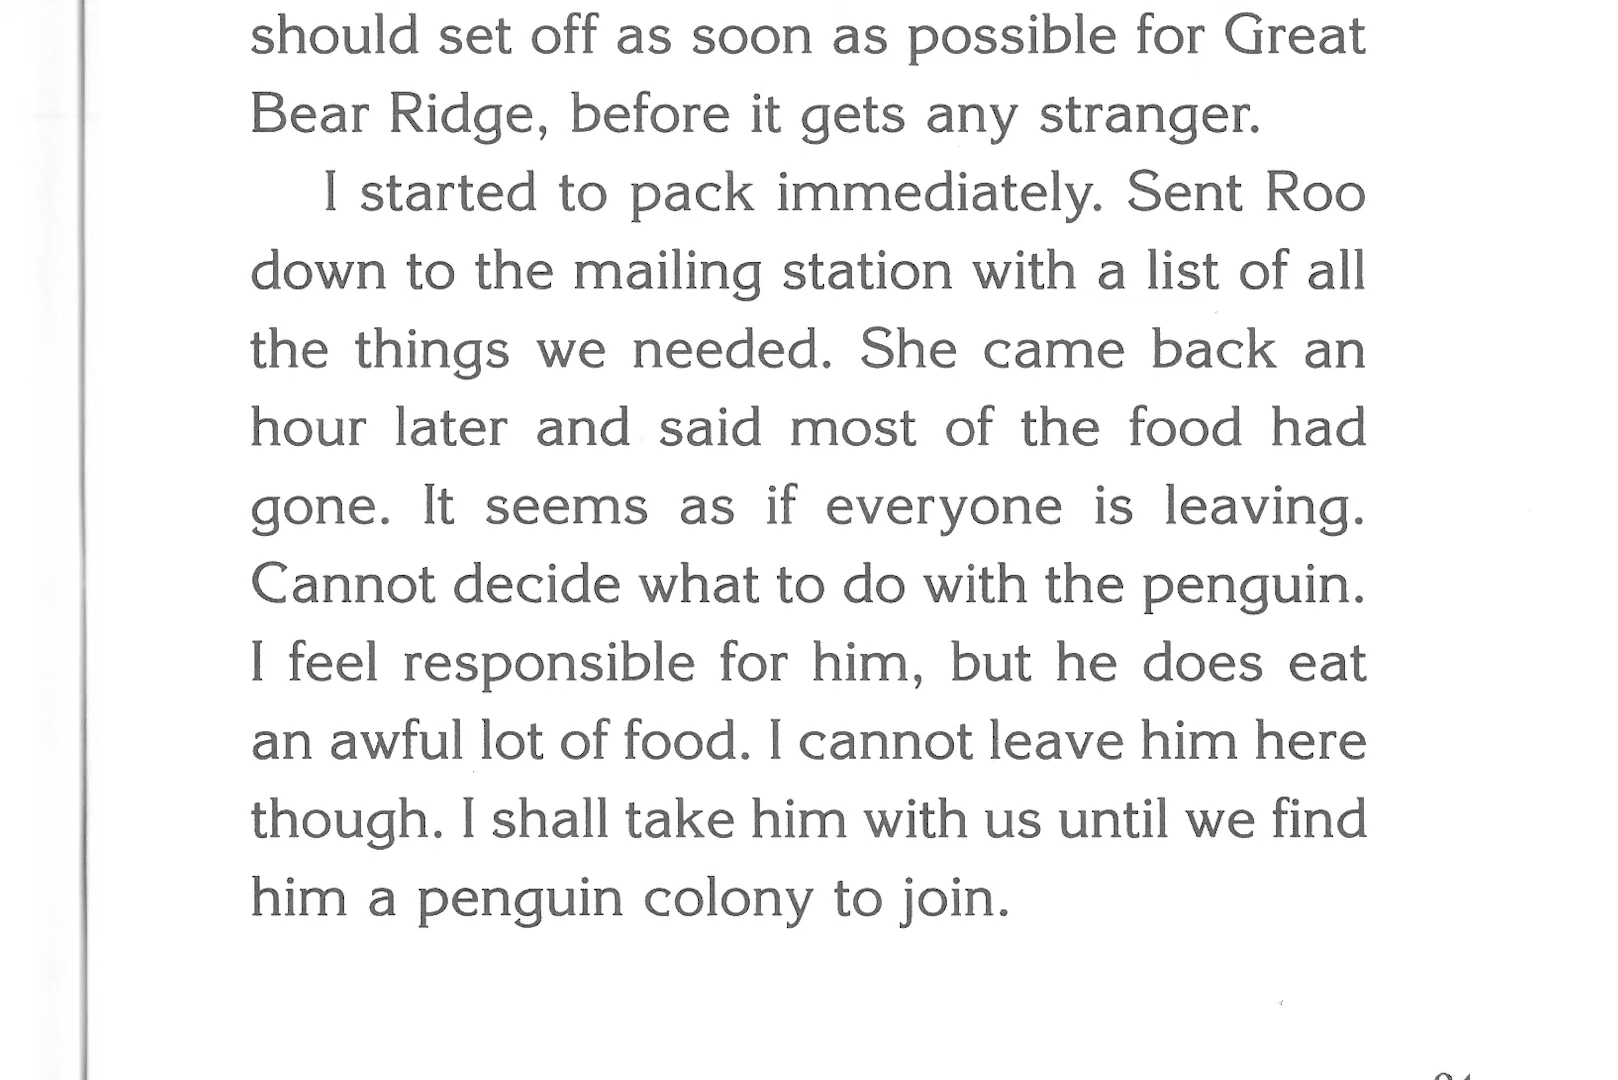 should set off as soon as possible for Great
Bear Ridge, before it gets any stranger.
I started to pack immediately. Sent Roo
down to the mailing station with a list of all
the things we needed. She came back an
hour later and said most of the food had
gone. It seems as if everyone is leaving.
Cannot decide what to do with the penguin.
I feel responsible for him, but he does eat
an awful lot of food. I cannot leave him here
though. I shall take him with us until we find
him a penguin colony to join.